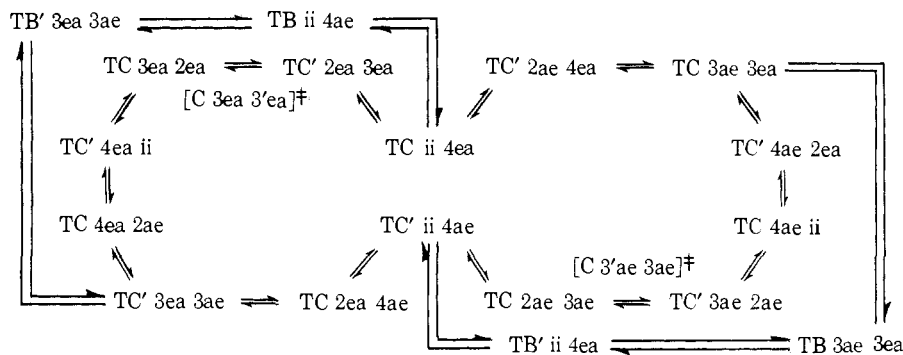 TB′ 3ea 3ae TB ii 4ae
TC 3ea 2ea TC′ 2ea 3ea TC′ 2ae 4ea TC 3ae 3ea
[C 3ea 3′ea]‡
TC′ 4ea ii TC ii 4ea TC′ 4ae 2ea
TC 4ea 2ae TC′ ii 4ae TC 4ae ii
[C 3′ae 3ae]‡
TC′ 3ea 3ae TC 2ea 4ae TC 2ae 3ae TC′ 3ae 2ae
TB′ ii 4ea TB 3ae 3ea